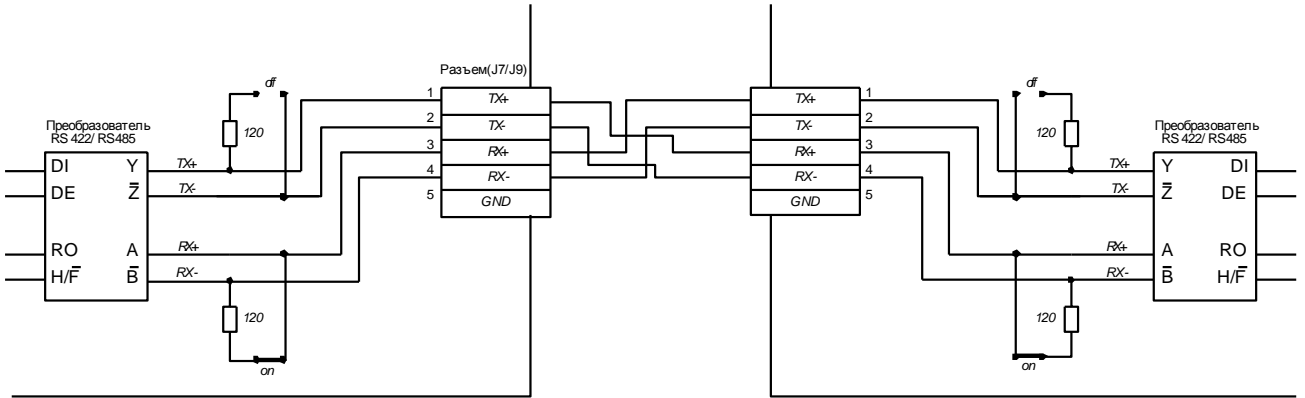 Разъем(J7/J9)
off
off
1 TX+ TX+ 1
120
2 TX- TX- 2
120
Преобразователь
RS 422/ RS485
Преобразователь
RS 422/ RS485
3 RX+ RX+ 3
DI Y TX+
4 RX- RX- 4
TX+ Y DI
DE Z̅ TX-
5 GND GND 5
TX- Z̅ DE
RO A RX+
RX+ A RO
H/F̅ B̅ RX-
RX- B̅ H/F̅
120
120
on
on